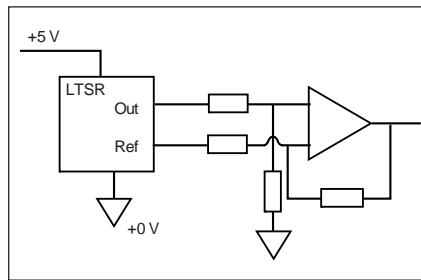 +5 V
LTSR
Out
Ref
+0 V